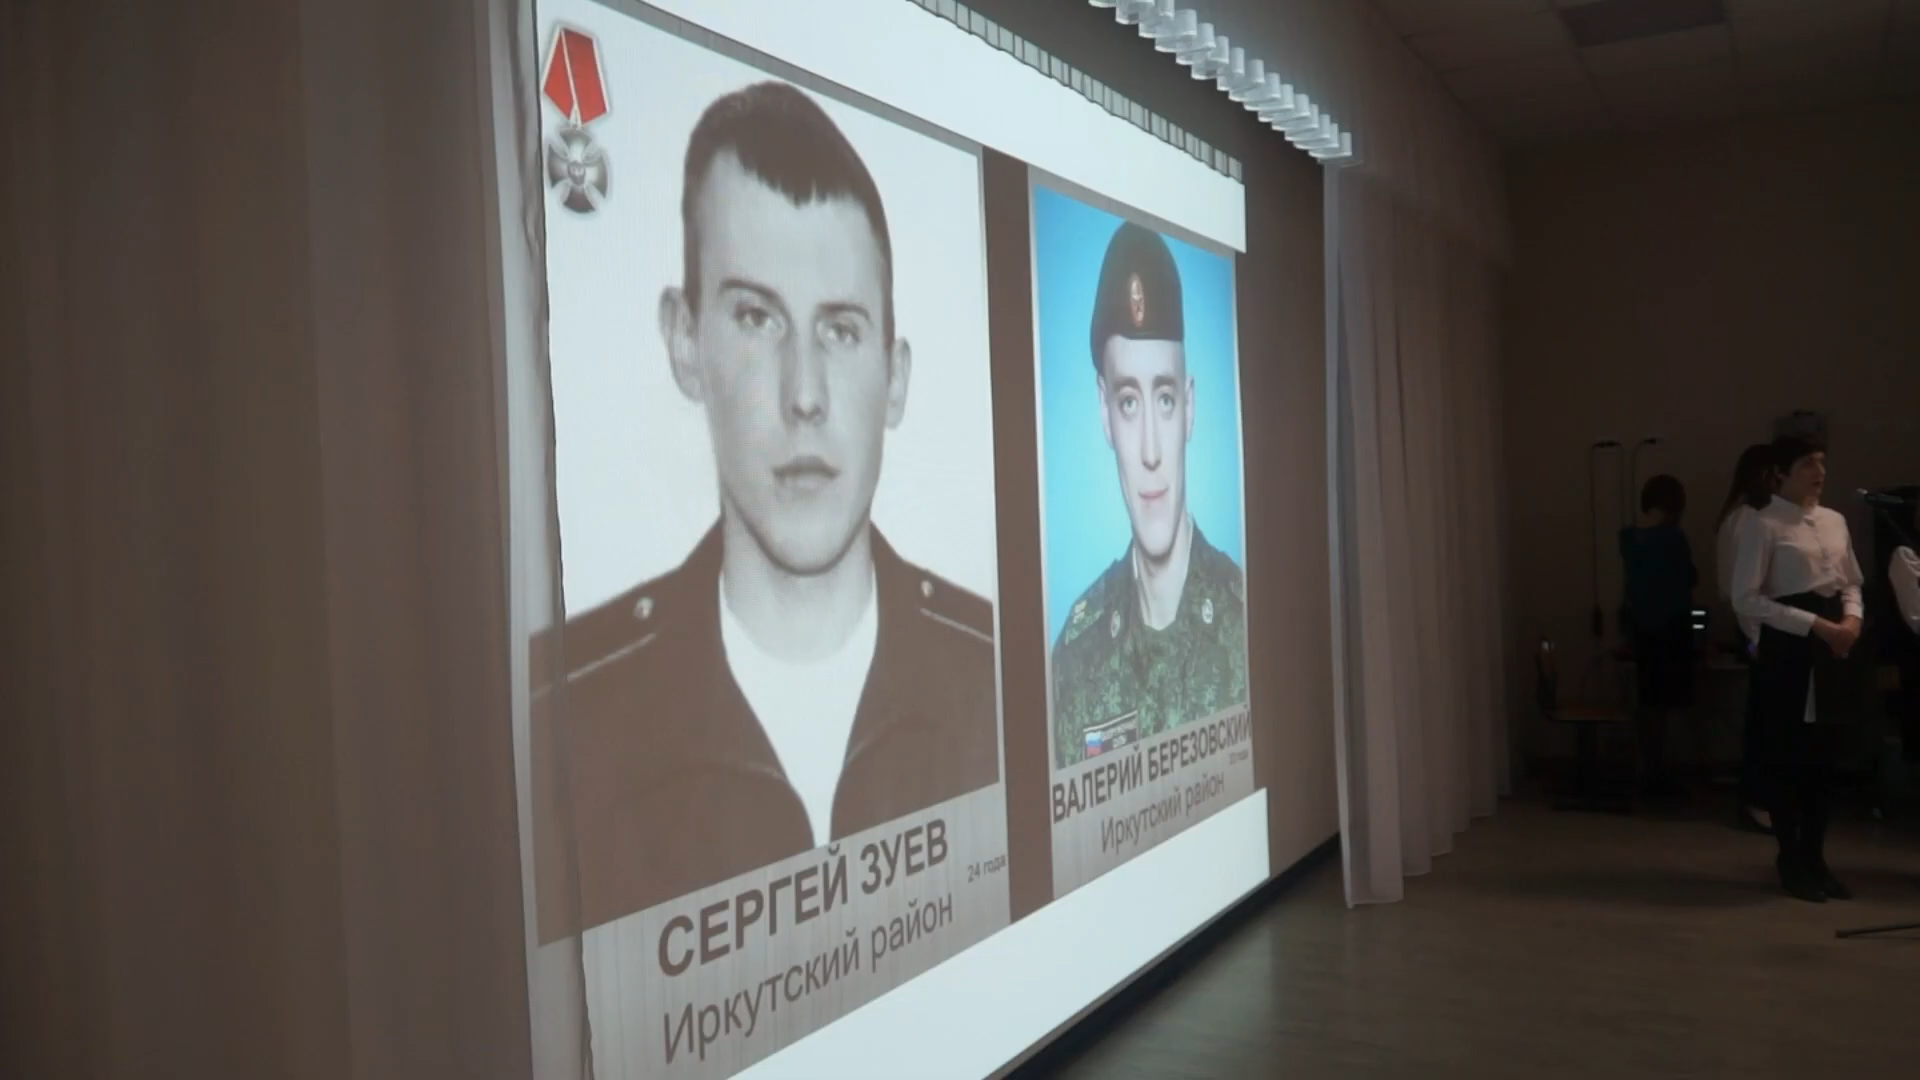 СЕРГЕЙ ЗУЕВ
24 года
Иркутский район
ВАЛЕРИЙ БЕРЕЗОВСКИЙ
Иркутский район